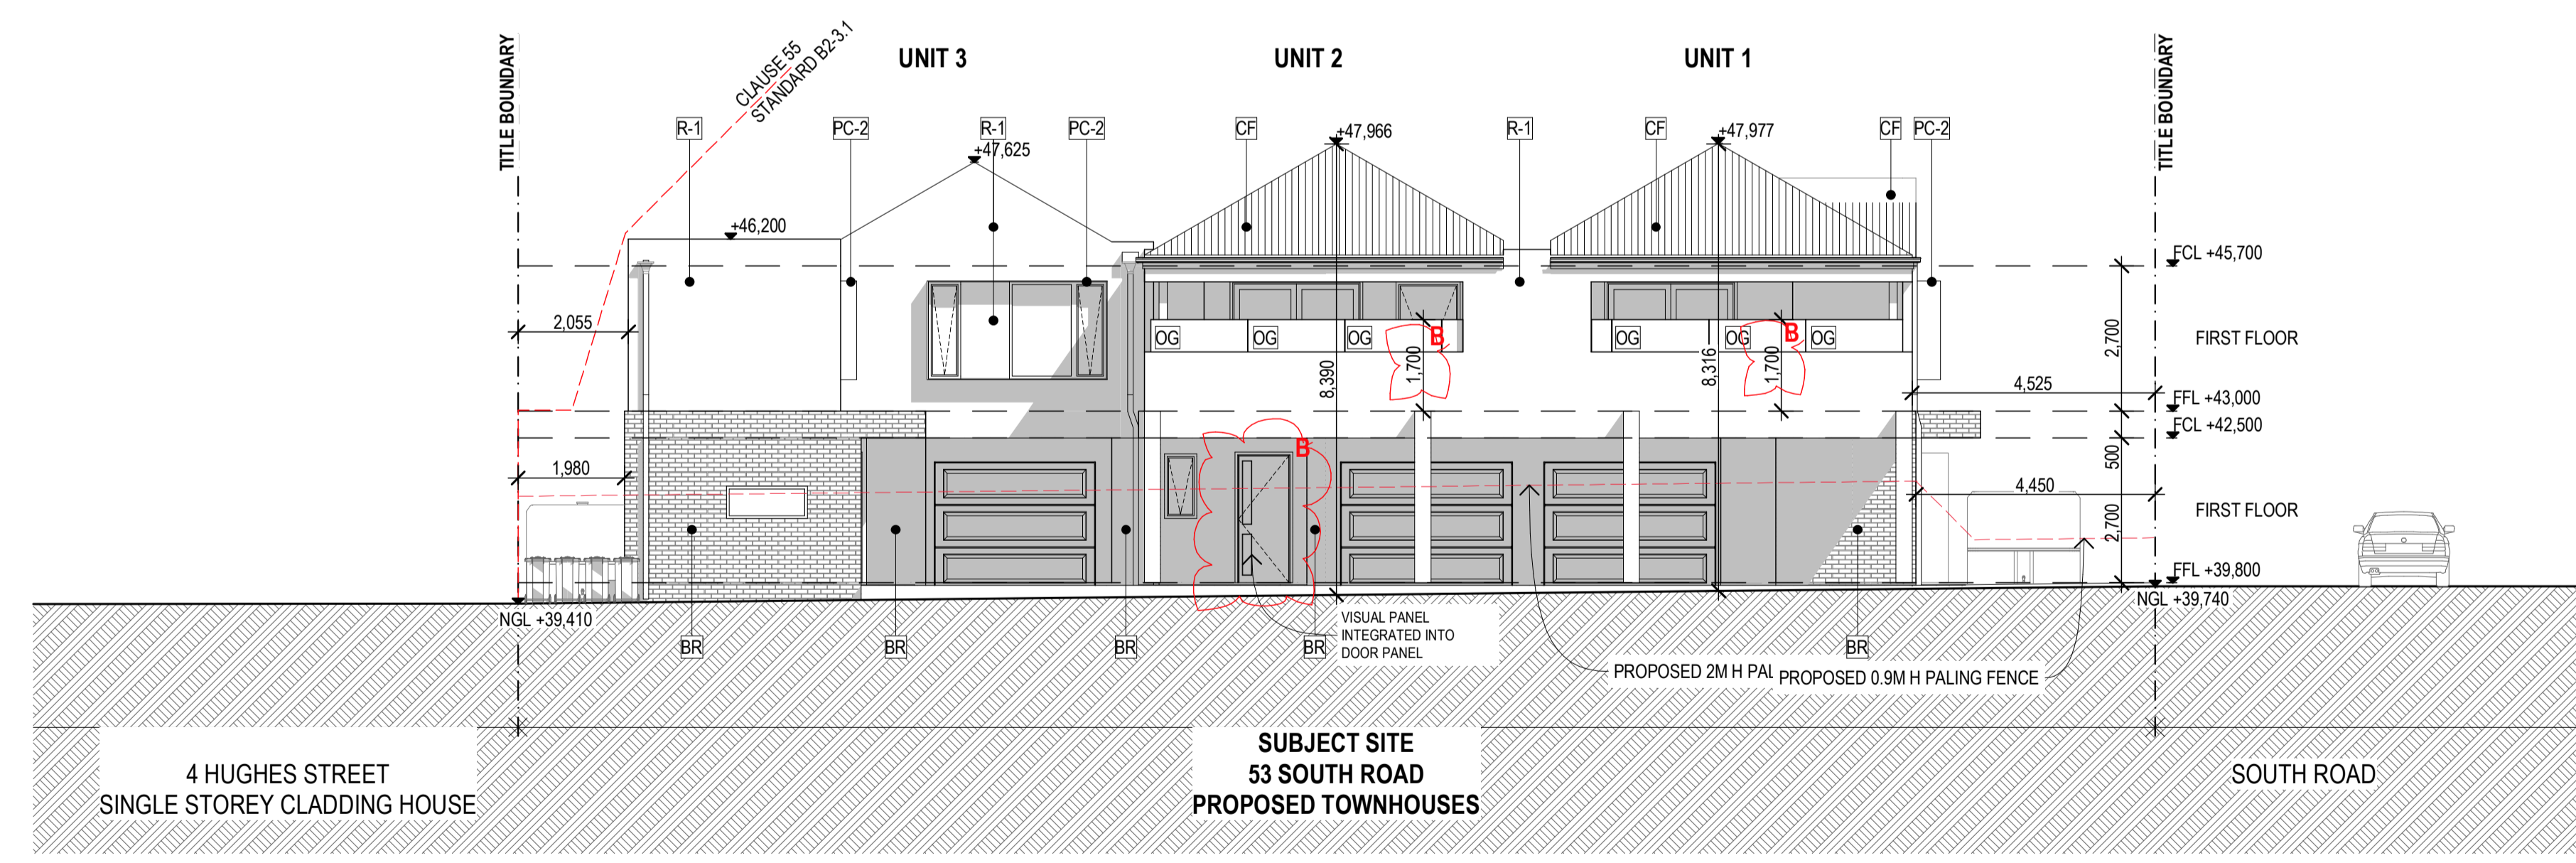 TITLE BOUNDARY
CLAUSE 55
STANDARD B2-3.1
UNIT 3
UNIT 2
UNIT 1
TITLE BOUNDARY
R-1
PC-2
R-1
PC-2
CF
R-1
CF
CF
PC-2
+47,625
+47,966
+47,977
+46,200
FCL +45,700
2,055
OG
OG
OG
B
1,700
8,390
OG
OG
B
OG
1,700
8,316
2,700
FIRST FLOOR
4,525
FFL +43,000
FCL +42,500
B
500
1,980
4,450
FIRST FLOOR
2,700
FFL +39,800
NGL +39,740
NGL +39,410
BR
BR
BR
BR
VISUAL PANEL
INTEGRATED INTO
DOOR PANEL
BR
PROPOSED 2M H PAL
PROPOSED 0.9M H PALING FENCE
4 HUGHES STREET
SINGLE STOREY CLADDING HOUSE
SUBJECT SITE
53 SOUTH ROAD
PROPOSED TOWNHOUSES
SOUTH ROAD